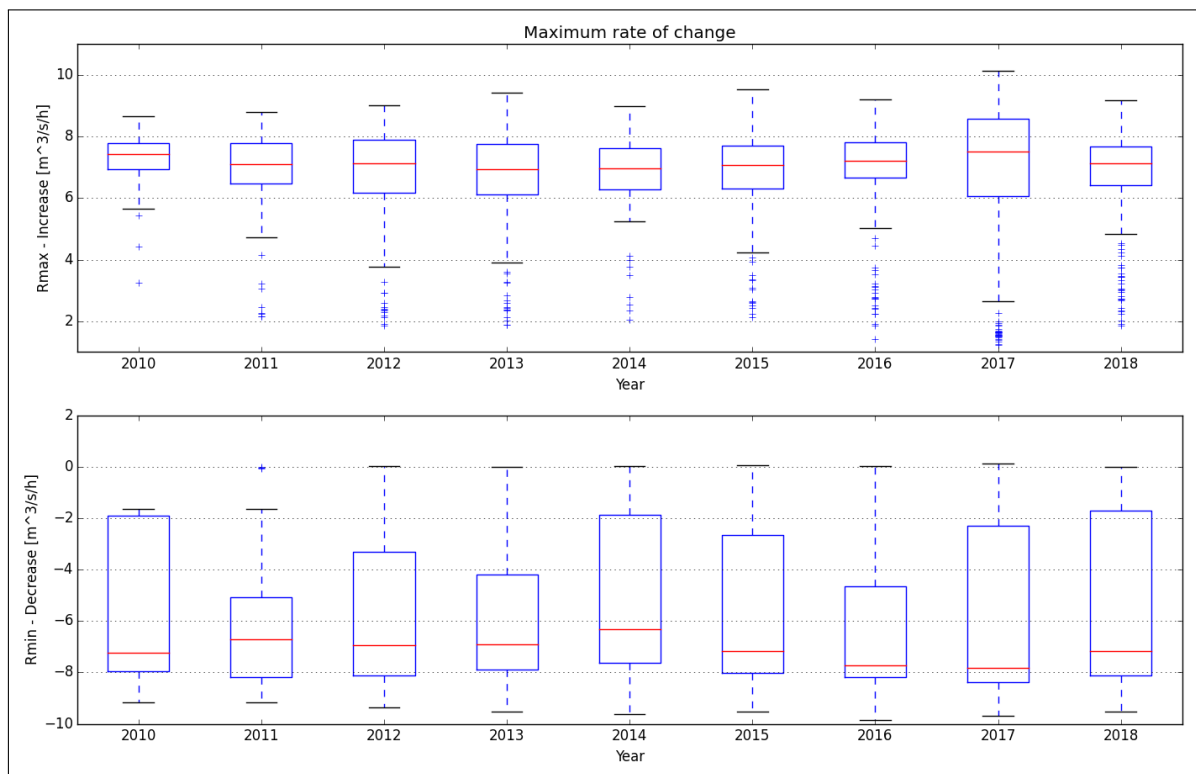 Maximum rate of change
Rmax - Increase [m^3/s/h]
10
8
6
4
2
2010 2011 2012 2013 2014 2015 2016 2017 2018
Year
Rmin - Decrease [m^3/s/h]
2
0
−2
−4
−6
−8
−10
2010 2011 2012 2013 2014 2015 2016 2017 2018
Year